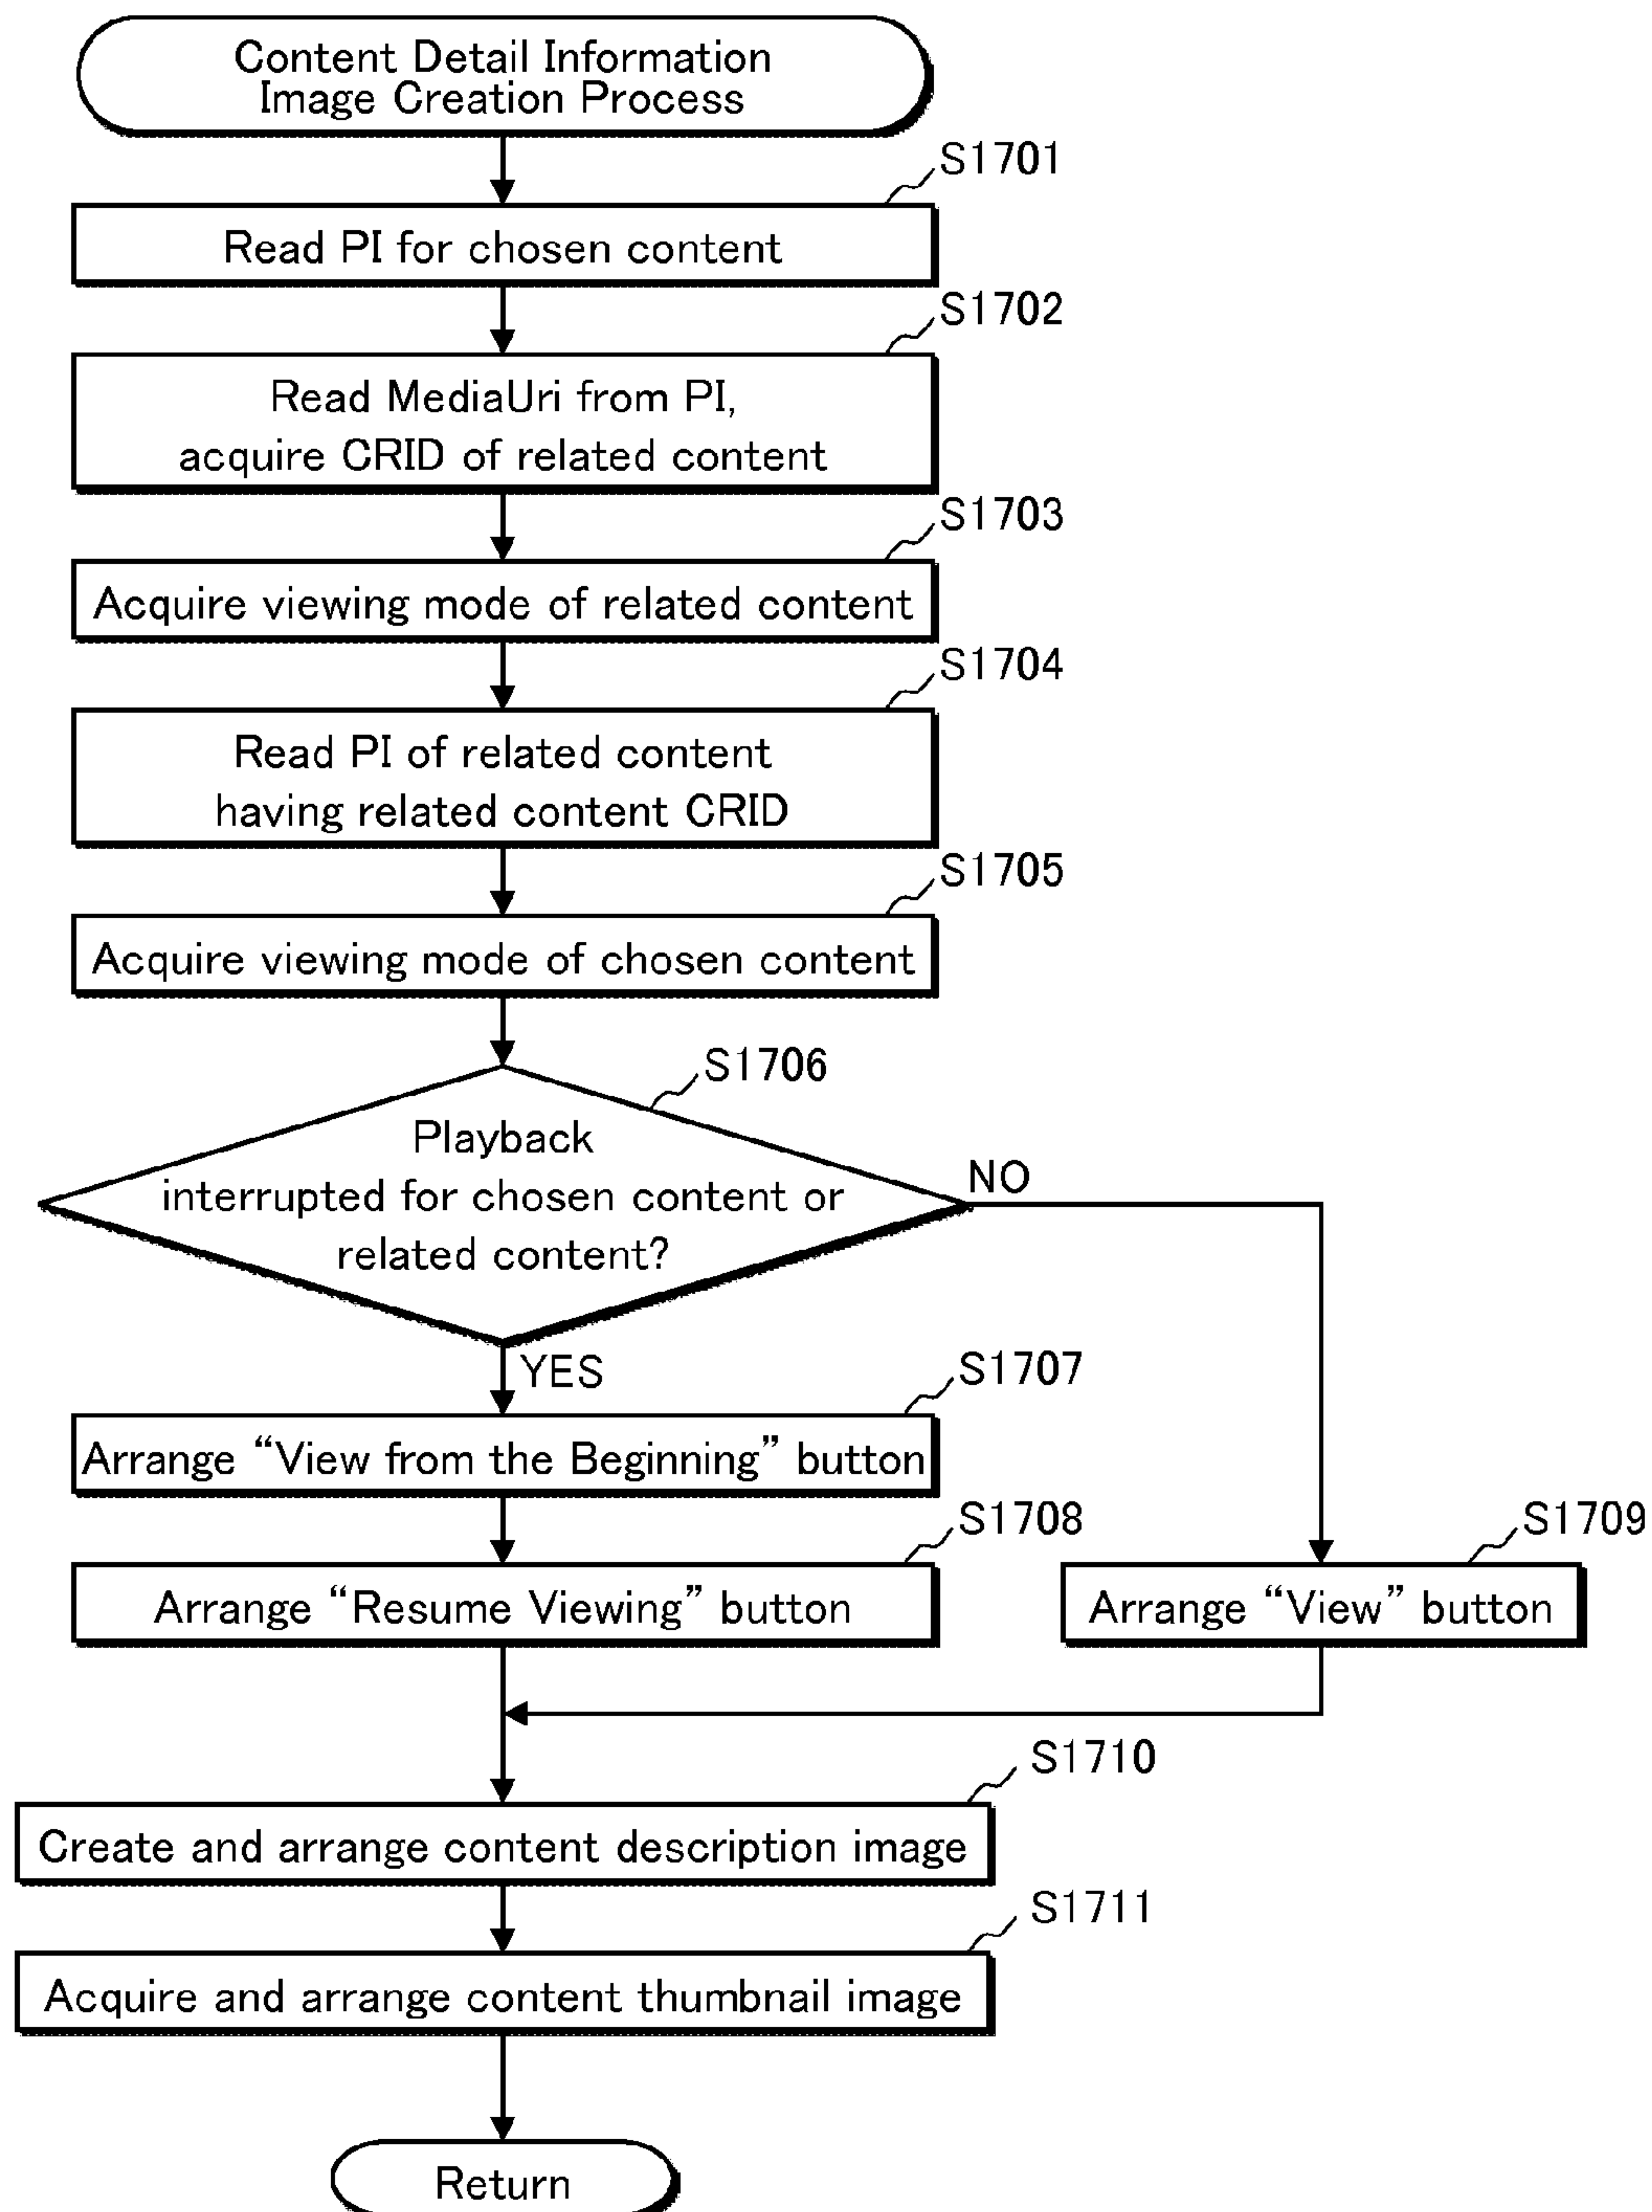 Content Detail Information
Image Creation Process
S1701
Read PI for chosen content
S1702
Read MediaUri from PI,
acquire CRID of related content
S1703
Acquire viewing mode of related content
S1704
Read PI of related content
having related content CRID
S1705
Acquire viewing mode of chosen content
S1706
Playback
interrupted for chosen content or
related content?
NO
YES
S1707
Arrange “View from the Beginning” button
S1708
Arrange “Resume Viewing” button
S1709
Arrange “View” button
S1710
Create and arrange content description image
S1711
Acquire and arrange content thumbnail image
Return